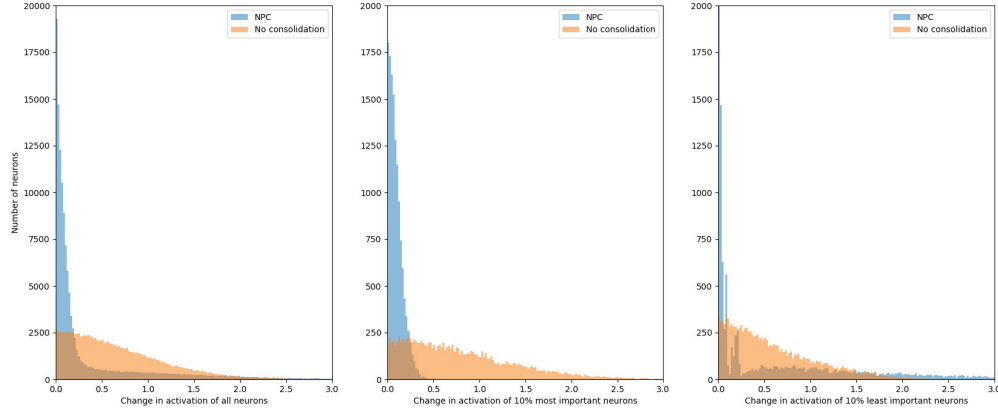 NPC
No consolidation
20000
17500
15000
12500
10000
7500
5000
2500
0
Number of neurons
0.0 0.5 1.0 1.5 2.0 2.5 3.0
Change in activation of all neurons
NPC
No consolidation
2000
1750
1500
1250
1000
750
500
250
0
0.0 0.5 1.0 1.5 2.0 2.5 3.0
Change in activation of 10% most important neurons
NPC
No consolidation
2000
1750
1500
1250
1000
750
500
250
0
0.0 0.5 1.0 1.5 2.0 2.5 3.0
Change in activation of 10% least important neurons